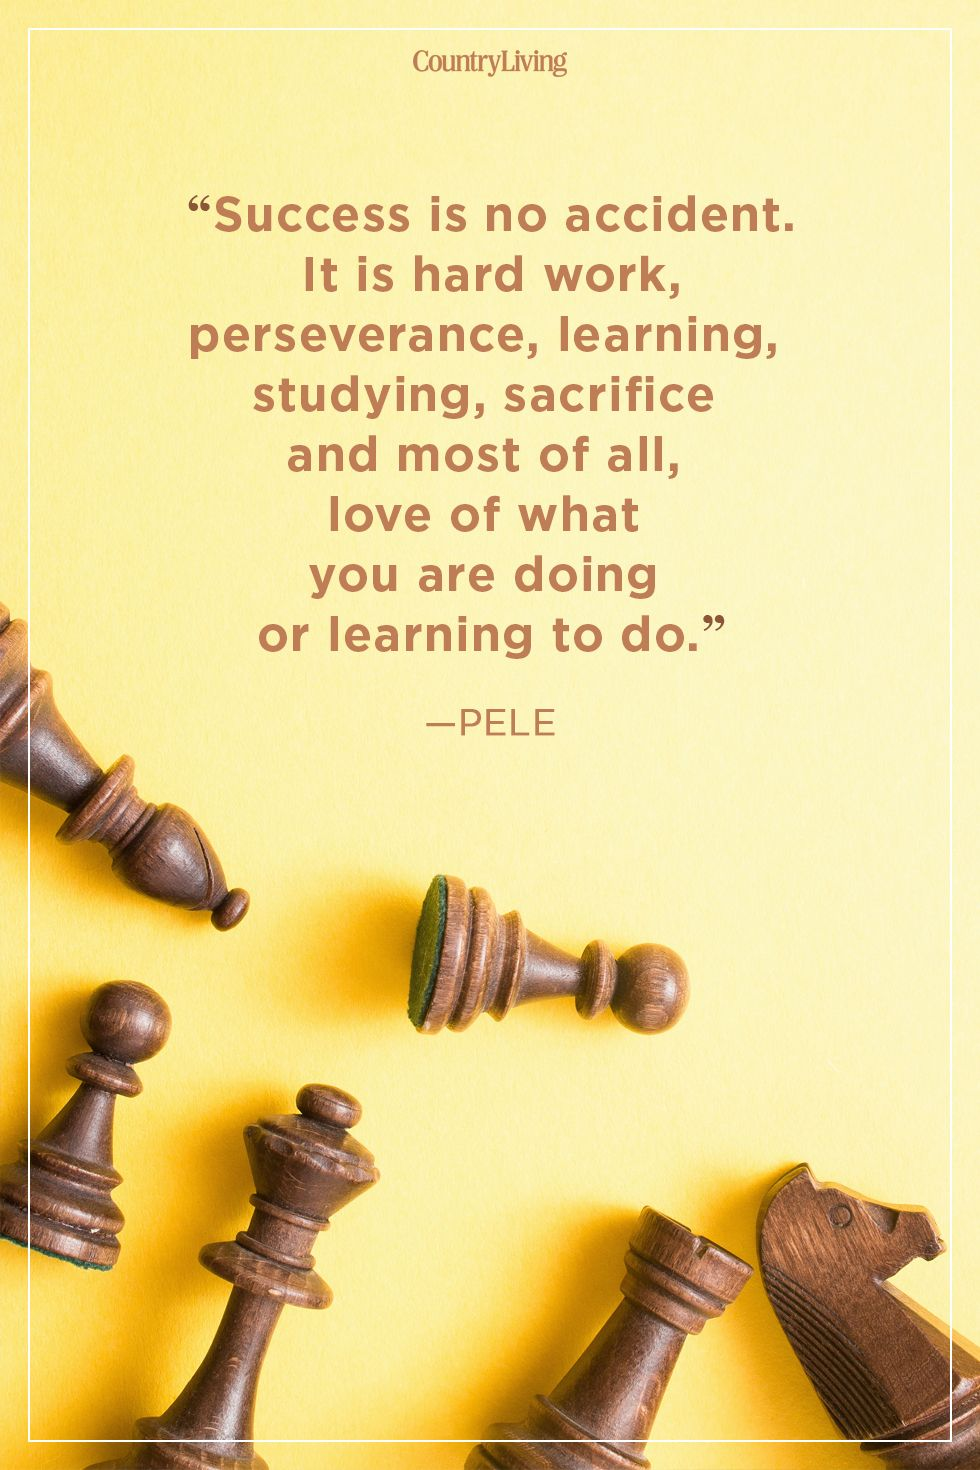 CountryLiving
“Success is no accident.
It is hard work,
perseverance, learning,
studying, sacrifice
and most of all,
love of what
you are doing
or learning to do.”
—PELE